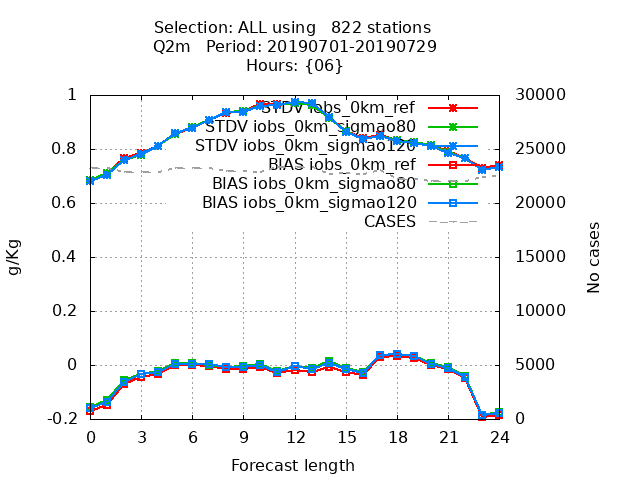 Selection: ALL using   822 stations
Q2m   Period: 20190701-20190729
Hours: {06}
1 30000
STDV iobs_0km_ref
STDV iobs_0km_sigmao80
0.8 25000
STDV iobs_0km_sigmao120
BIAS iobs_0km_ref
BIAS iobs_0km_sigmao80
0.6 20000
BIAS iobs_0km_sigmao120
CASES
g/Kg
No cases
0.4 15000
0.2 10000
0 5000
-0.2 0
0 3 6 9 12 15 18 21 24
Forecast length